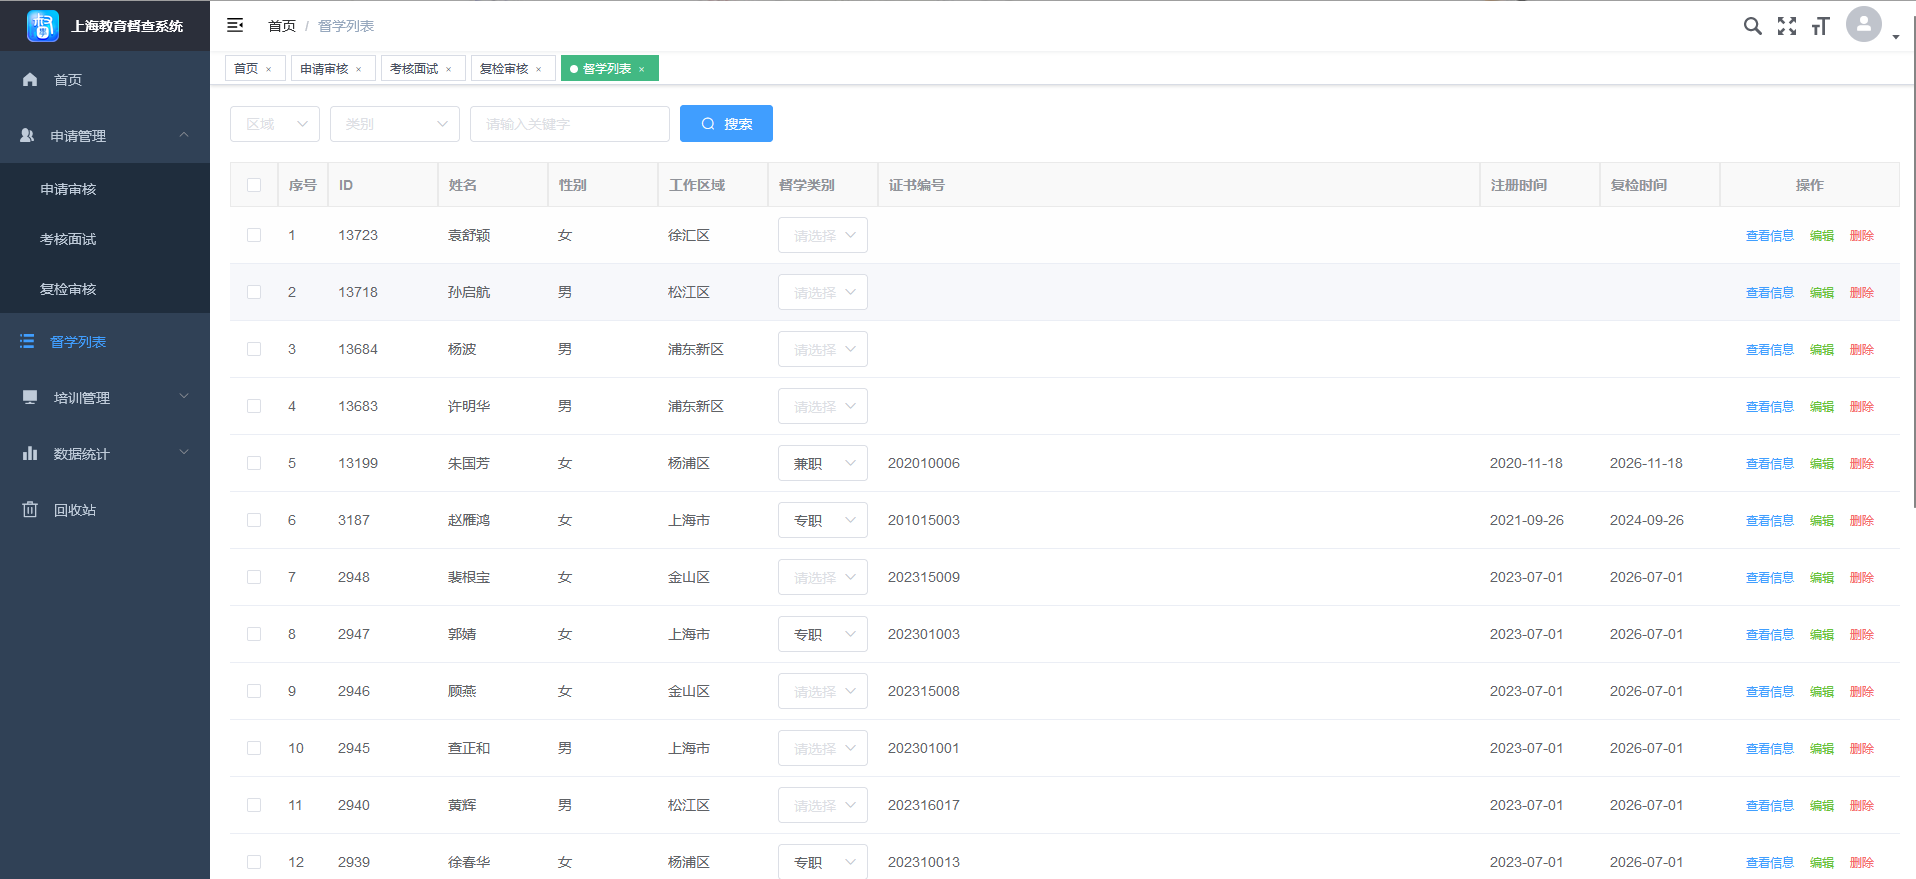 上海教育督查系统
首页 / 督学列表
首页 × 申请审核 × 考核面试 × 复检审核 × 督学列表 ×
首页
申请管理
申请审核
考核面试
复检审核
督学列表
培训管理
数据统计
回收站
区域 类别 请输入关键字 搜索
序号 ID 姓名 性别 工作区域 督学类别 证书编号 注册时间 复检时间 操作
1 13723 袁舒颖 女 徐汇区 请选择 查看信息 编辑 删除
2 13718 孙启航 男 松江区 请选择 查看信息 编辑 删除
3 13684 杨波 男 浦东新区 请选择 查看信息 编辑 删除
4 13683 许明华 男 浦东新区 请选择 查看信息 编辑 删除
5 13199 朱国芳 女 杨浦区 兼职 202010006 2020-11-18 2026-11-18 查看信息 编辑 删除
6 3187 赵雁鸿 女 上海市 专职 201015003 2021-09-26 2024-09-26 查看信息 编辑 删除
7 2948 裴根宝 女 金山区 请选择 202315009 2023-07-01 2026-07-01 查看信息 编辑 删除
8 2947 郭婧 女 上海市 专职 202301003 2023-07-01 2026-07-01 查看信息 编辑 删除
9 2946 顾燕 女 金山区 请选择 202315008 2023-07-01 2026-07-01 查看信息 编辑 删除
10 2945 查正和 男 上海市 请选择 202301001 2023-07-01 2026-07-01 查看信息 编辑 删除
11 2940 黄辉 男 松江区 请选择 202316017 2023-07-01 2026-07-01 查看信息 编辑 删除
12 2939 徐春华 女 杨浦区 专职 202310013 2023-07-01 2026-07-01 查看信息 编辑 删除